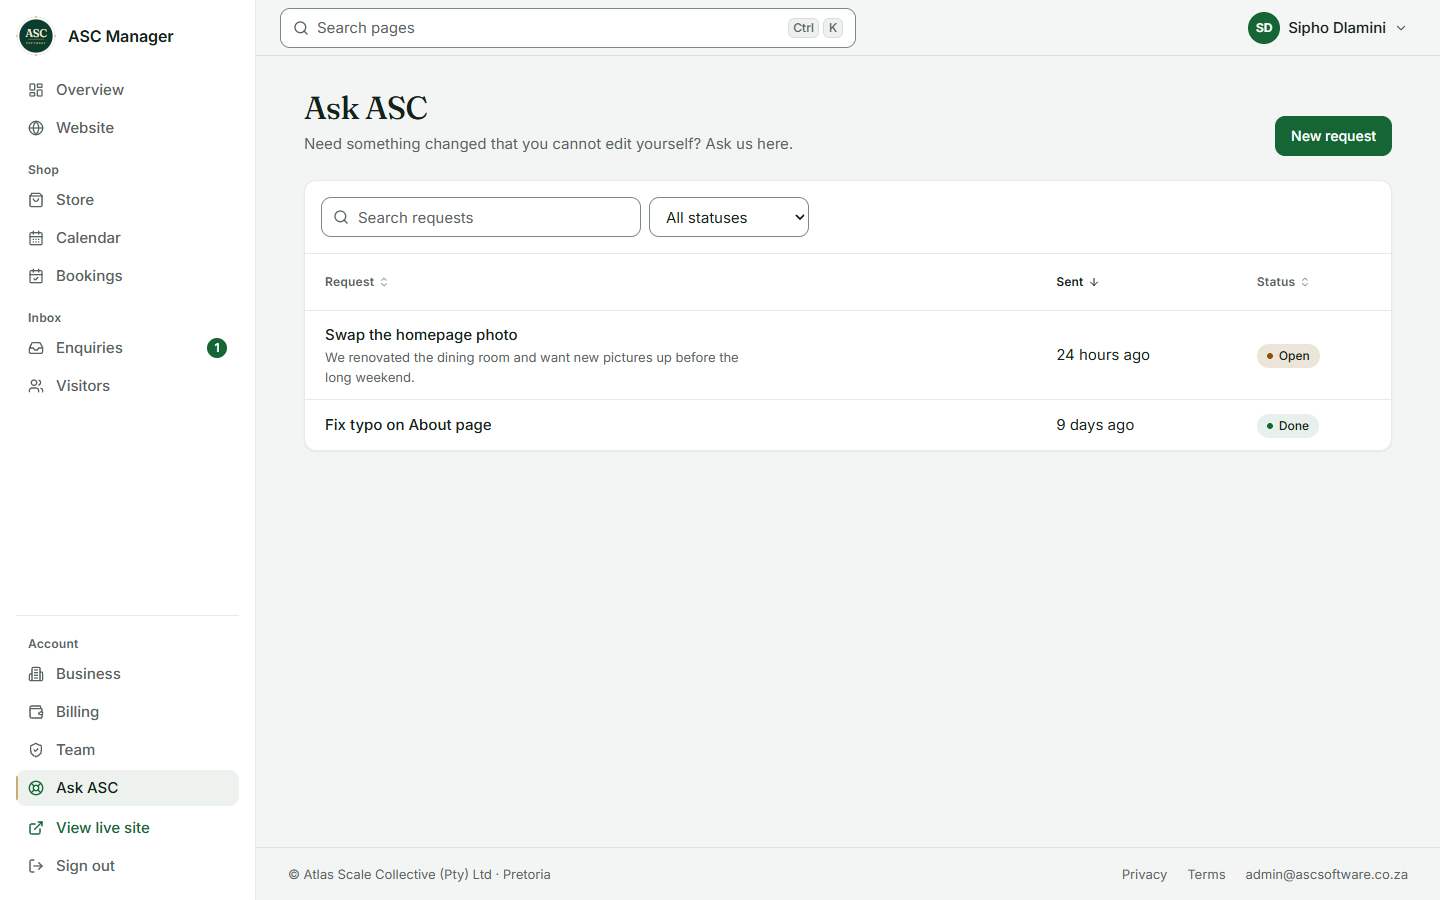 ASC
SOFTWARE
ASC Manager
Search pages
Ctrl K
SD
Sipho Dlamini
Overview
Website
Shop
Store
Calendar
Bookings
Inbox
Enquiries
1
Visitors
Account
Business
Billing
Team
Ask ASC
View live site
Sign out
Ask ASC
Need something changed that you cannot edit yourself? Ask us here.
New request
Search requests
All statuses
Request
Sent
Status
Swap the homepage photo
We renovated the dining room and want new pictures up before the
long weekend.
24 hours ago
Open
Fix typo on About page
9 days ago
Done
© Atlas Scale Collective (Pty) Ltd · Pretoria
Privacy
Terms
admin@ascsoftware.co.za